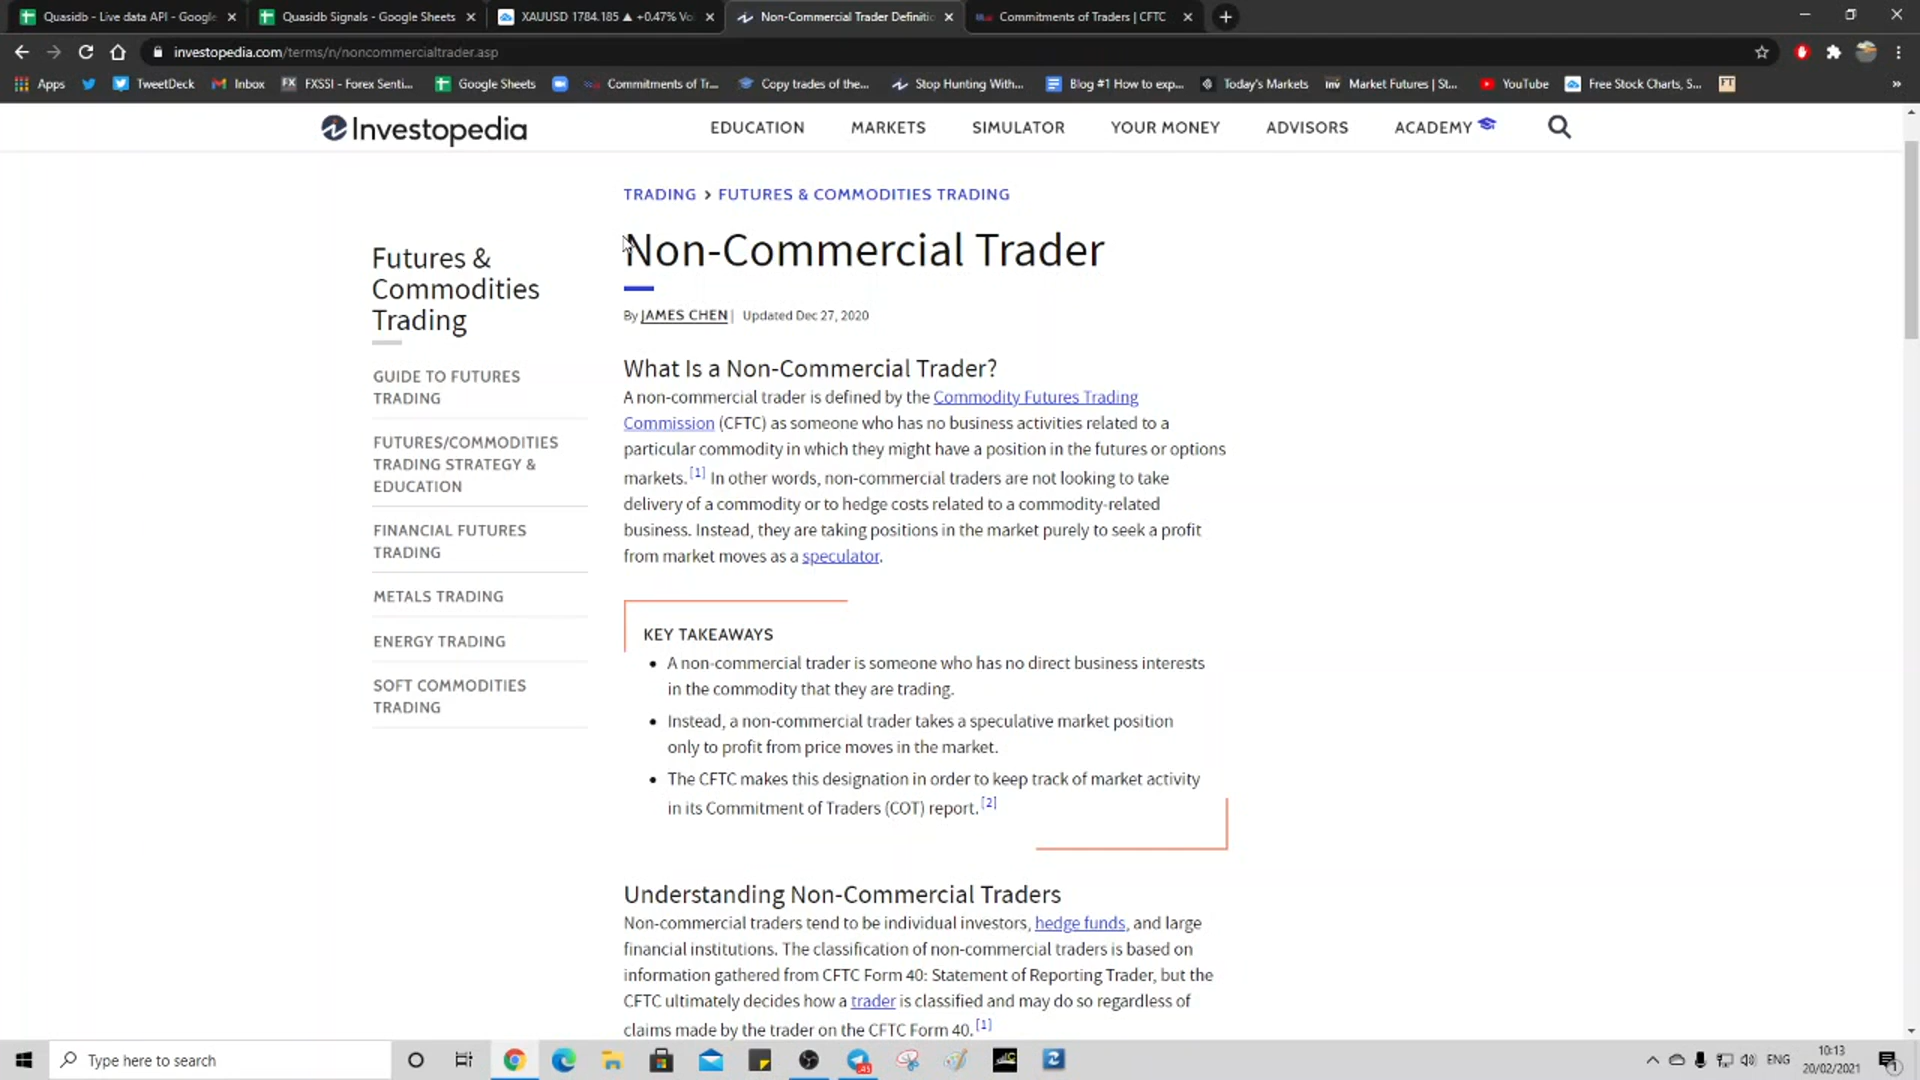 Quasidb - Live data API - Google
Quasidb Signals - Google Sheets
XAUUSD 1784.185 ▲ +0.47% Vo
Non-Commercial Trader Definitio
Commitments of Traders | CFTC
investopedia.com/terms/n/noncommercialtrader.asp
Apps
TweetDeck
Inbox
FX
FXSSI - Forex Senti...
Google Sheets
Commitments of Tr...
Copy trades of the...
Stop Hunting With...
Blog #1 How to exp...
Today's Markets
Inv
Market Futures | St...
YouTube
Free Stock Charts, S...
FT
Investopedia
EDUCATION
MARKETS
SIMULATOR
YOUR MONEY
ADVISORS
ACADEMY
TRADING > FUTURES & COMMODITIES TRADING
Non-Commercial Trader
By JAMES CHEN | Updated Dec 27, 2020
Futures &
Commodities
Trading
GUIDE TO FUTURES
TRADING
FUTURES/COMMODITIES
TRADING STRATEGY &
EDUCATION
FINANCIAL FUTURES
TRADING
METALS TRADING
ENERGY TRADING
SOFT COMMODITIES
TRADING
What Is a Non-Commercial Trader?
A non-commercial trader is defined by the Commodity Futures Trading
Commission (CFTC) as someone who has no business activities related to a
particular commodity in which they might have a position in the futures or options
markets.[1] In other words, non-commercial traders are not looking to take
delivery of a commodity or to hedge costs related to a commodity-related
business. Instead, they are taking positions in the market purely to seek a profit
from market moves as a speculator.
KEY TAKEAWAYS
• A non-commercial trader is someone who has no direct business interests
in the commodity that they are trading.
• Instead, a non-commercial trader takes a speculative market position
only to profit from price moves in the market.
• The CFTC makes this designation in order to keep track of market activity
in its Commitment of Traders (COT) report.[2]
Understanding Non-Commercial Traders
Non-commercial traders tend to be individual investors, hedge funds, and large
financial institutions. The classification of non-commercial traders is based on
information gathered from CFTC Form 40: Statement of Reporting Trader, but the
CFTC ultimately decides how a trader is classified and may do so regardless of
claims made by the trader on the CFTC Form 40.[1]
Type here to search
ENG
10:13
20/02/2021